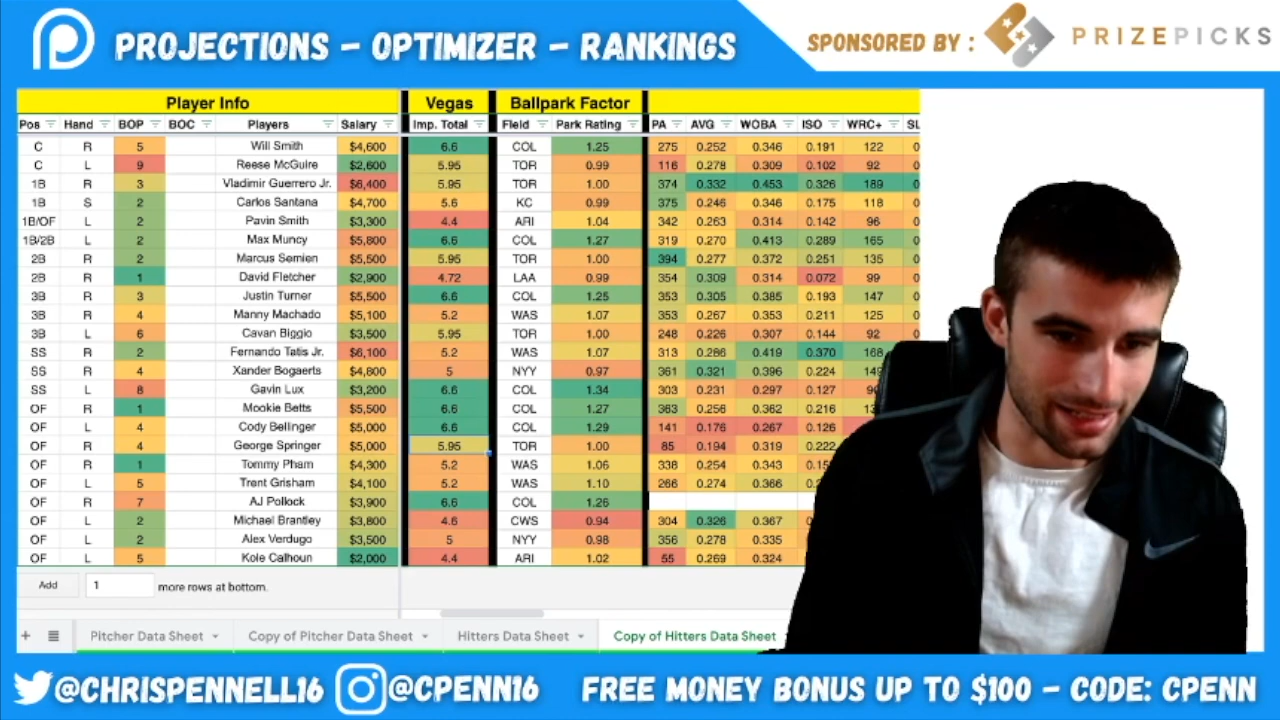 PROJECTIONS - OPTIMIZER - RANKINGS
SPONSORED BY : PRIZEPICKS
Player Info Vegas Ballpark Factor
Pos Hand BOP BOC Players Salary Imp. Total Field Park Rating PA AVG WOBA ISO WRC+ SL
C R 5 Will Smith $4,600 6.6 COL 1.25 275 0.252 0.346 0.191 122 0
C L 9 Reese McGuire $2,600 5.95 TOR 0.99 116 0.278 0.309 0.102 92 0
1B R 3 Vladimir Guerrero Jr. $6,400 5.95 TOR 1.00 374 0.332 0.453 0.326 189 0
1B S 2 Carlos Santana $4,700 5.6 KC 0.99 375 0.246 0.346 0.175 118 0
1B/OF L 2 Pavin Smith $3,300 4.4 ARI 1.04 342 0.263 0.314 0.142 96 0
1B/2B L 2 Max Muncy $5,800 6.6 COL 1.27 319 0.270 0.413 0.289 165 0
2B R 2 Marcus Semien $5,500 5.95 TOR 1.00 394 0.277 0.372 0.251 135 0
2B R 1 David Fletcher $2,900 4.72 LAA 0.99 354 0.309 0.314 0.072 99 0
3B R 3 Justin Turner $5,500 6.6 COL 1.25 353 0.305 0.385 0.193 147 0
3B R 4 Manny Machado $5,100 5.2 WAS 1.07 353 0.267 0.353 0.211 125 0
3B L 6 Cavan Biggio $3,500 5.95 TOR 1.00 248 0.226 0.307 0.144 92 0
SS R 2 Fernando Tatis Jr. $6,100 5.2 WAS 1.07 313 0.286 0.419 0.370 168
SS R 4 Xander Bogaerts $4,800 5 NYY 0.97 361 0.321 0.396 0.224
SS L 8 Gavin Lux $3,200 6.6 COL 1.34 303 0.231 0.297 0.127
OF R 1 Mookie Betts $5,500 6.6 COL 1.27 363 0.256 0.362 0.216
OF L 4 Cody Bellinger $5,000 6.6 COL 1.29 141 0.176 0.267 0.126
OF R 4 George Springer $5,000 5.95 TOR 1.00 85 0.194 0.319 0.222
OF R 1 Tommy Pham $4,300 5.2 WAS 1.06 338 0.254 0.343
OF L 5 Trent Grisham $4,100 5.2 WAS 1.10 266 0.274 0.366
OF R 7 AJ Pollock $3,900 6.6 COL 1.26
OF L 2 Michael Brantley $3,800 4.6 CWS 0.94 304 0.326 0.367
OF L 2 Alex Verdugo $3,500 5 NYY 0.98 356 0.278 0.335
OF L 5 Kole Calhoun $2,000 4.4 ARI 1.02 55 0.269 0.324
Add 1 more rows at bottom.
Pitcher Data Sheet Copy of Pitcher Data Sheet Hitters Data Sheet Copy of Hitters Data Sheet
@CHRISPENNELL16 @CPENN16 FREE MONEY BONUS UP TO $100 - CODE: CPENN